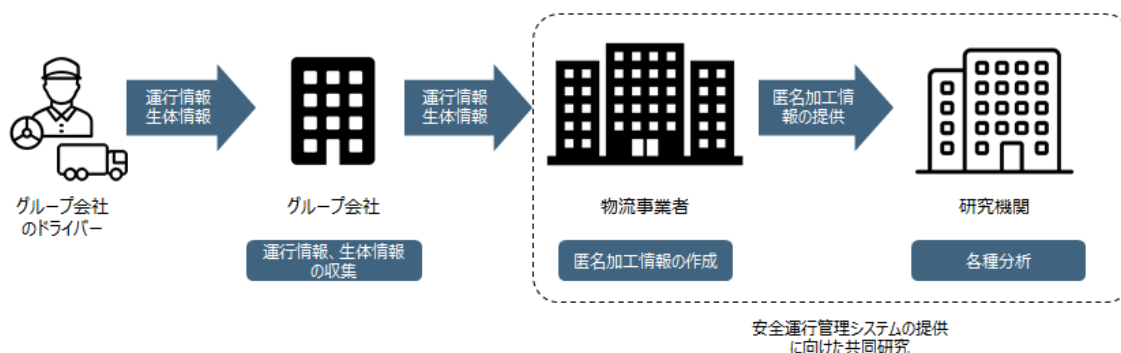 運行情報
生体情報
運行情報
生体情報
匿名加工情
報の提供
グループ会社
のドライバー
グループ会社
物流事業者
研究機関
運行情報、生体情報
の収集
匿名加工情報の作成
各種分析
安全運行管理システムの提供
に向けた共同研究